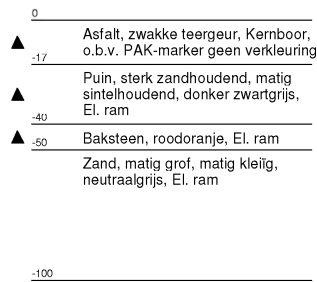 0
Asfalt, zwakke teergeur, Kernboor,
o.b.v. PAK-marker geen verkleuring
-17
Puin, sterk zandhoudend, matig
sintelhoudend, donker zwartgrijs,
El. ram
-40
Baksteen, roodoranje, El. ram
-50
Zand, matig grof, matig kleiïg,
neutraalgrijs, El. ram
-100